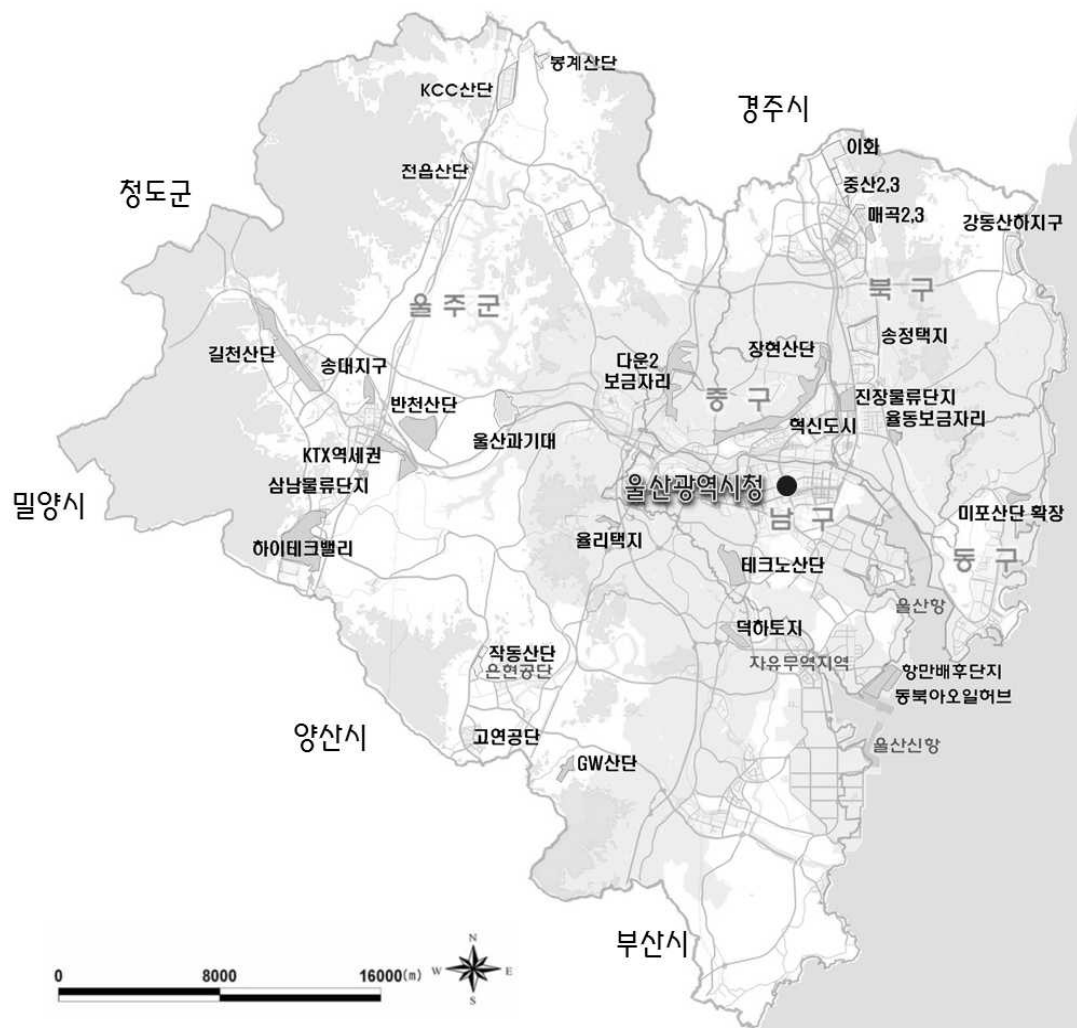 봉계산단
KCC산단
경주시
이화
전읍산단
중산2,3
청도군
매곡2,3
강동산하지구
북구
울주군
송정택지
길천산단
송대지구
다운2
보금자리
장현산단
반천산단
중구
진장물류단지
울산과기대
혁신도시
율동보금자리
KTX역세권
삼남물류단지
울산광역시청
밀양시
남구
미포산단 확장
하이테크밸리
율리택지
동구
테크노산단
울산항
덕하토지
작동산단
은현공단
자유무역지역
항만배후단지
동북아오일허브
양산시
고연공단
울산신항
GW산단
부산시
N
W
E
S
0
8000
16000(m)